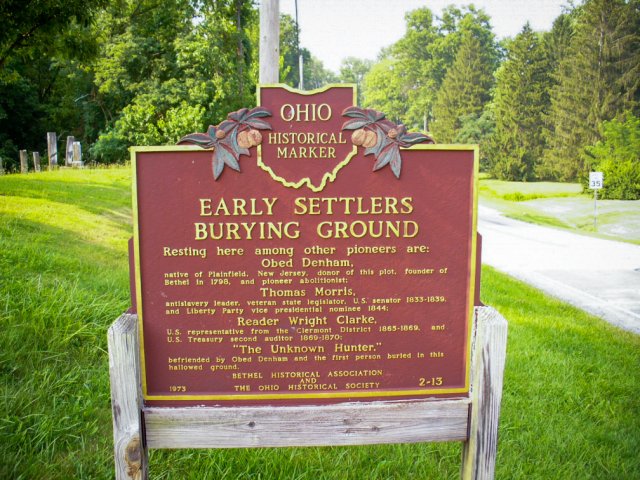 OHIO
HISTORICAL
MARKER
EARLY SETTLERS
BURYING GROUND
Resting here among other pioneers are:
Obed Denham,
native of Plainfield, New Jersey, donor of this plot, founder of
Bethel in 1798, and pioneer abolitionist;
Thomas Morris,
antislavery leader, veteran state legislator, U.S. senator 1833-1839,
and Liberty Party vice presidential nominee 1844;
Reader Wright Clarke,
U.S. representative from the Clermont District 1865-1869, and
U.S. Treasury second auditor 1869-1870;
"The Unknown Hunter,"
befriended by Obed Denham and the first person buried in this
hallowed ground.
BETHEL HISTORICAL ASSOCIATION
AND
1973 THE OHIO HISTORICAL SOCIETY 2-13
35